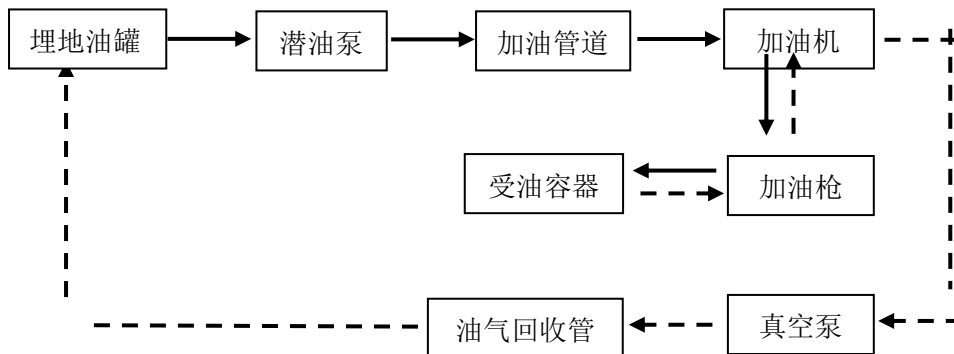 埋地油罐
潜油泵
加油管道
加油机
受油容器
加油枪
油气回收管
真空泵